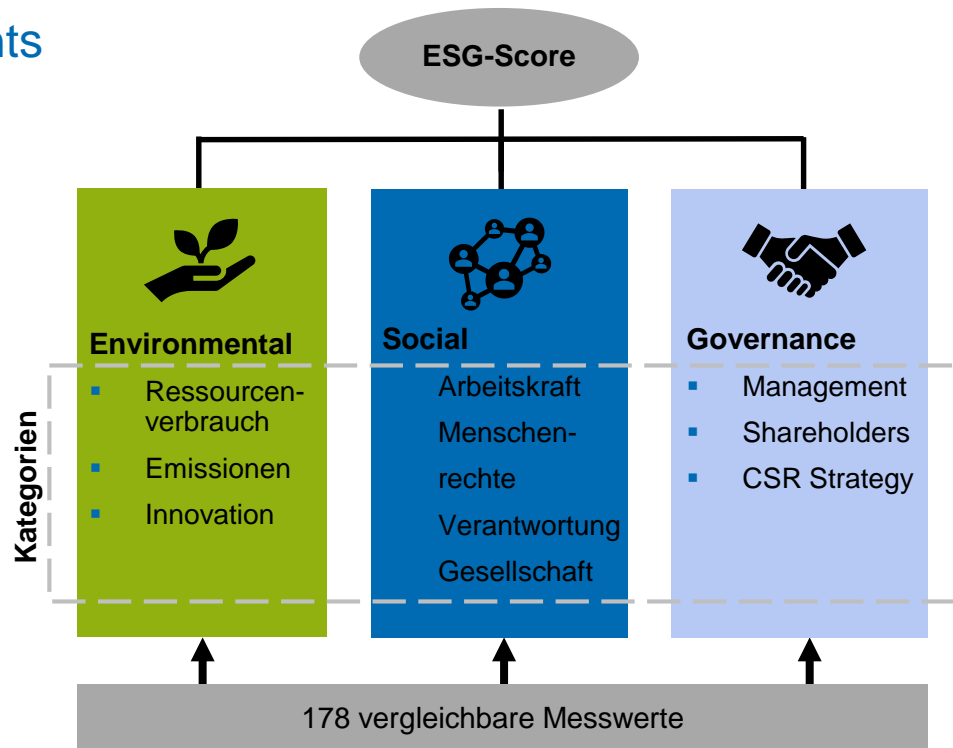 nts
ESG-Score
Environmental
Social
Governance
Kategorien
Ressourcen-
verbrauch
Emissionen
Innovation
Arbeitskraft
Menschen-
rechte
Verantwortung
Gesellschaft
Management
Shareholders
CSR Strategy
178 vergleichbare Messwerte